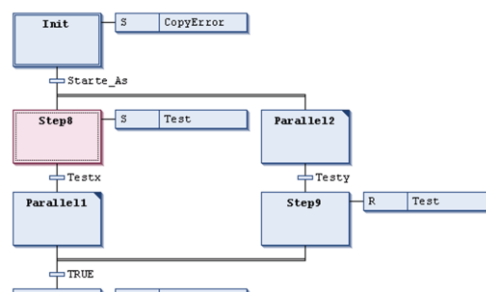 Init S CopyError
Starte_As
Step8 S Test Parallel2
Testx Testy
Parallel1 Step9 R Test
TRUE